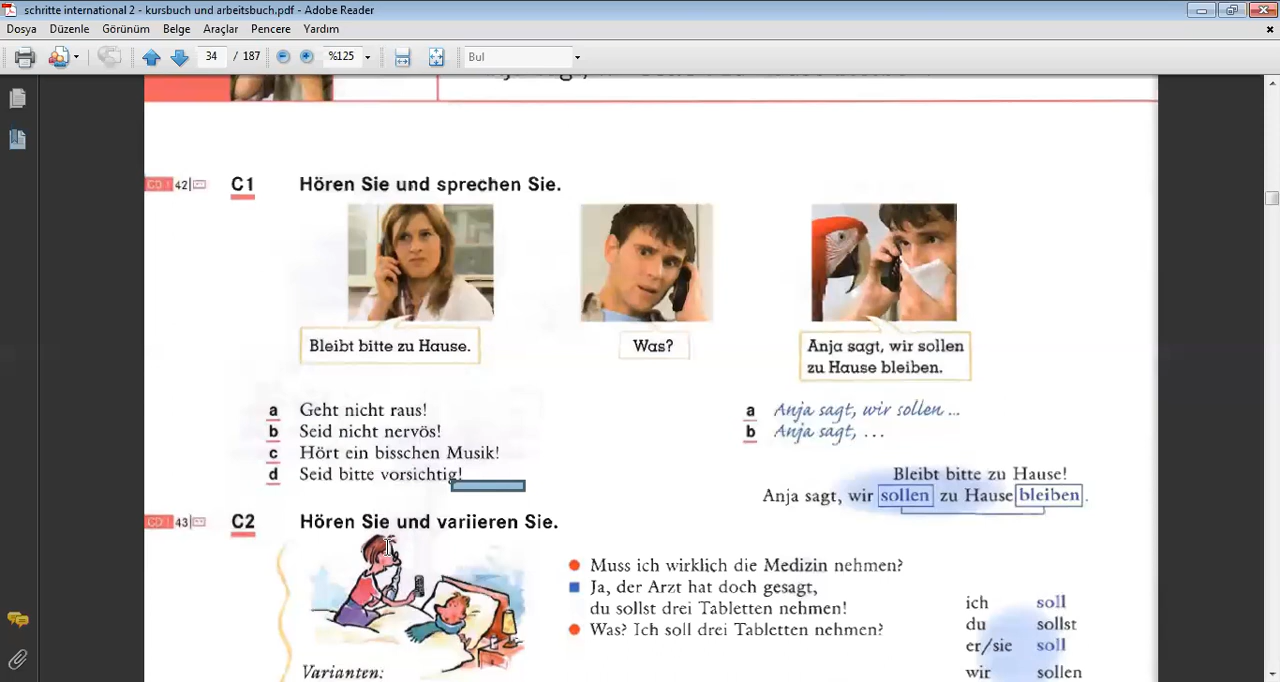 schritte international 2 - kursbuch und arbeitsbuch.pdf - Adobe Reader
Dosya Düzenle Görünüm Belge Araçlar Pencere Yardım
34 / 187 %125 Bul
CD 1 42 C1 Hören Sie und sprechen Sie.
Bleibt bitte zu Hause.
Was?
Anja sagt, wir sollen
zu Hause bleiben.
a Geht nicht raus!
b Seid nicht nervös!
c Hört ein bisschen Musik!
d Seid bitte vorsichtig!
a Anja sagt, wir sollen ...
b Anja sagt, ...
Bleibt bitte zu Hause!
Anja sagt, wir sollen zu Hause bleiben.
CD 1 43 C2 Hören Sie und variieren Sie.
Muss ich wirklich die Medizin nehmen?
Ja, der Arzt hat doch gesagt,
du sollst drei Tabletten nehmen!
Was? Ich soll drei Tabletten nehmen?
ich soll
du sollst
er/sie soll
wir sollen
Varianten: